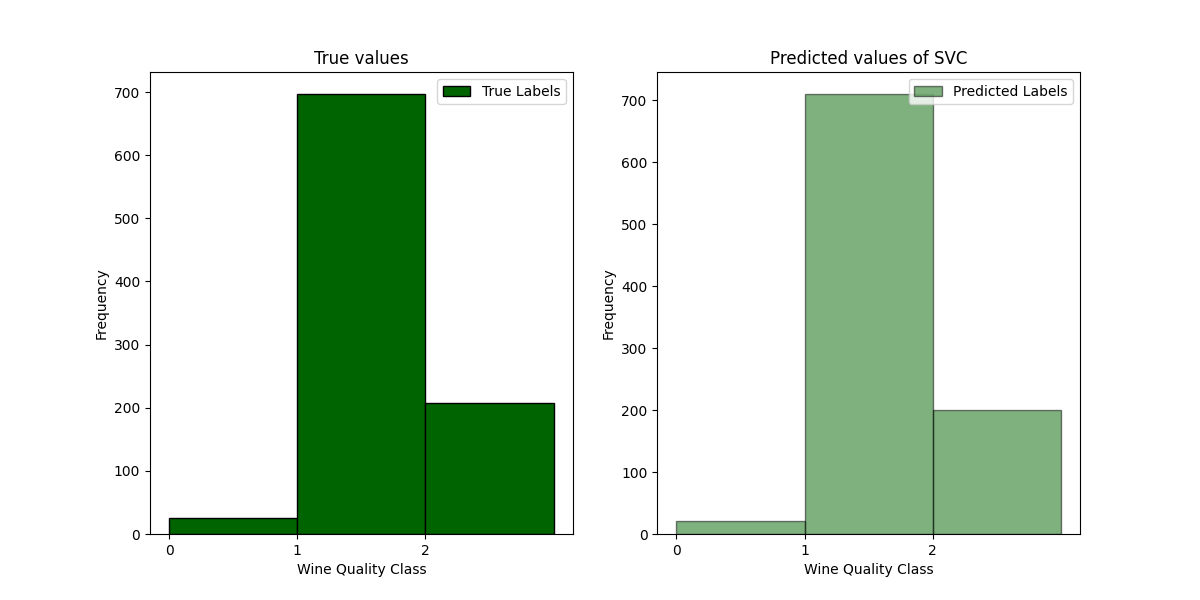 True values
True Labels
700
600
500
400
300
200
100
0
Frequency
0 1 2
Wine Quality Class
Predicted values of SVC
Predicted Labels
700
600
500
400
300
200
100
0
Frequency
0 1 2
Wine Quality Class